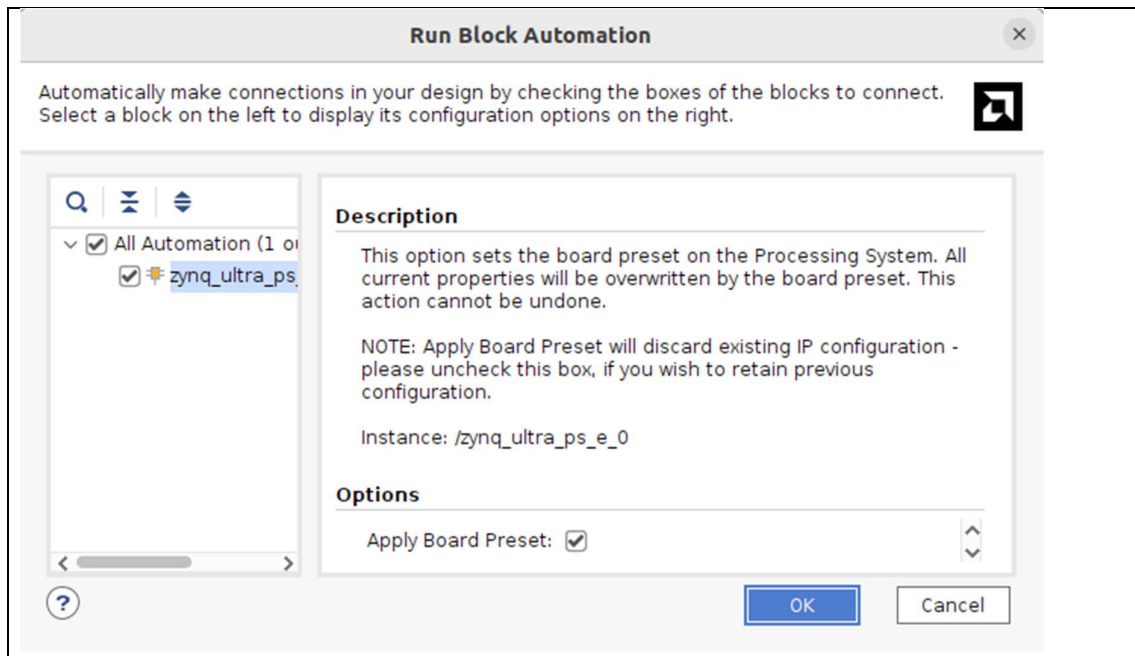 Run Block Automation
Automatically make connections in your design by checking the boxes of the blocks to connect.
Select a block on the left to display its configuration options on the right.
All Automation (1 ou
zynq_ultra_ps_
Description
This option sets the board preset on the Processing System. All
current properties will be overwritten by the board preset. This
action cannot be undone.
NOTE: Apply Board Preset will discard existing IP configuration -
please uncheck this box, if you wish to retain previous
configuration.
Instance: /zynq_ultra_ps_e_0
Options
Apply Board Preset:
?
OK
Cancel